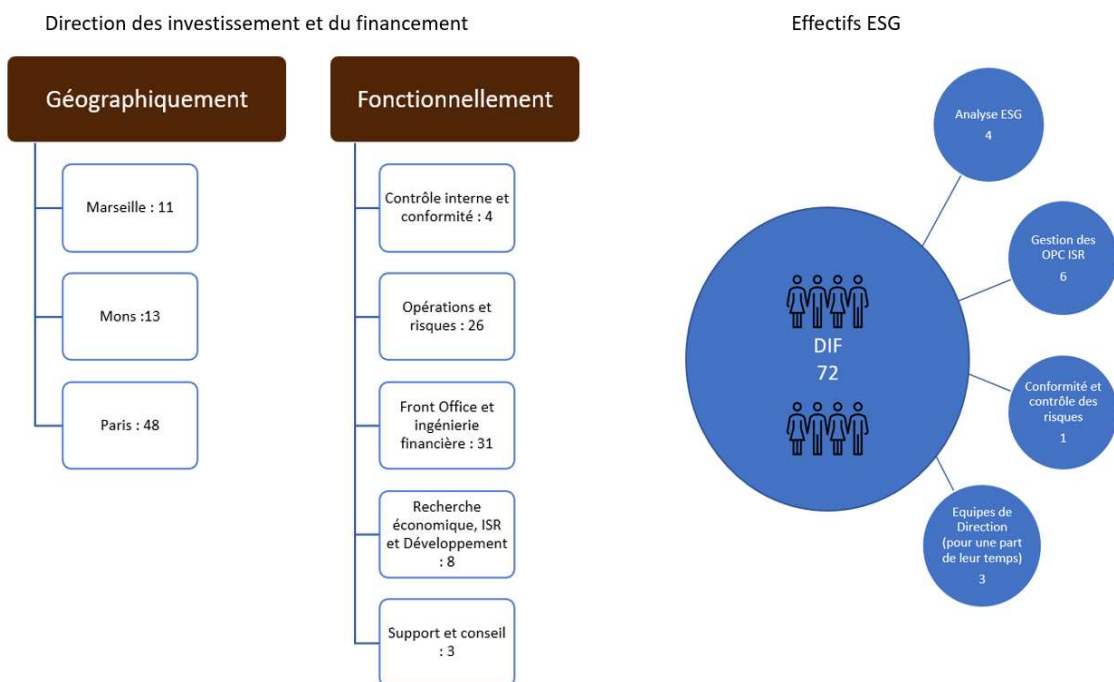 Direction des investissement et du financement
Effectifs ESG
Géographiquement
Marseille : 11
Mons :13
Paris : 48
Fonctionnellement
Contrôle interne et
conformité : 4
Opérations et
risques : 26
Front Office et
ingénierie
financière : 31
Recherche
économique, ISR
et Développement
: 8
Support et conseil
: 3
DIF
72
Analyse ESG
4
Gestion des
OPC ISR
6
Conformité et
contrôle des
risques
1
Equipes de
Direction
(pour une part
de leur temps)
3